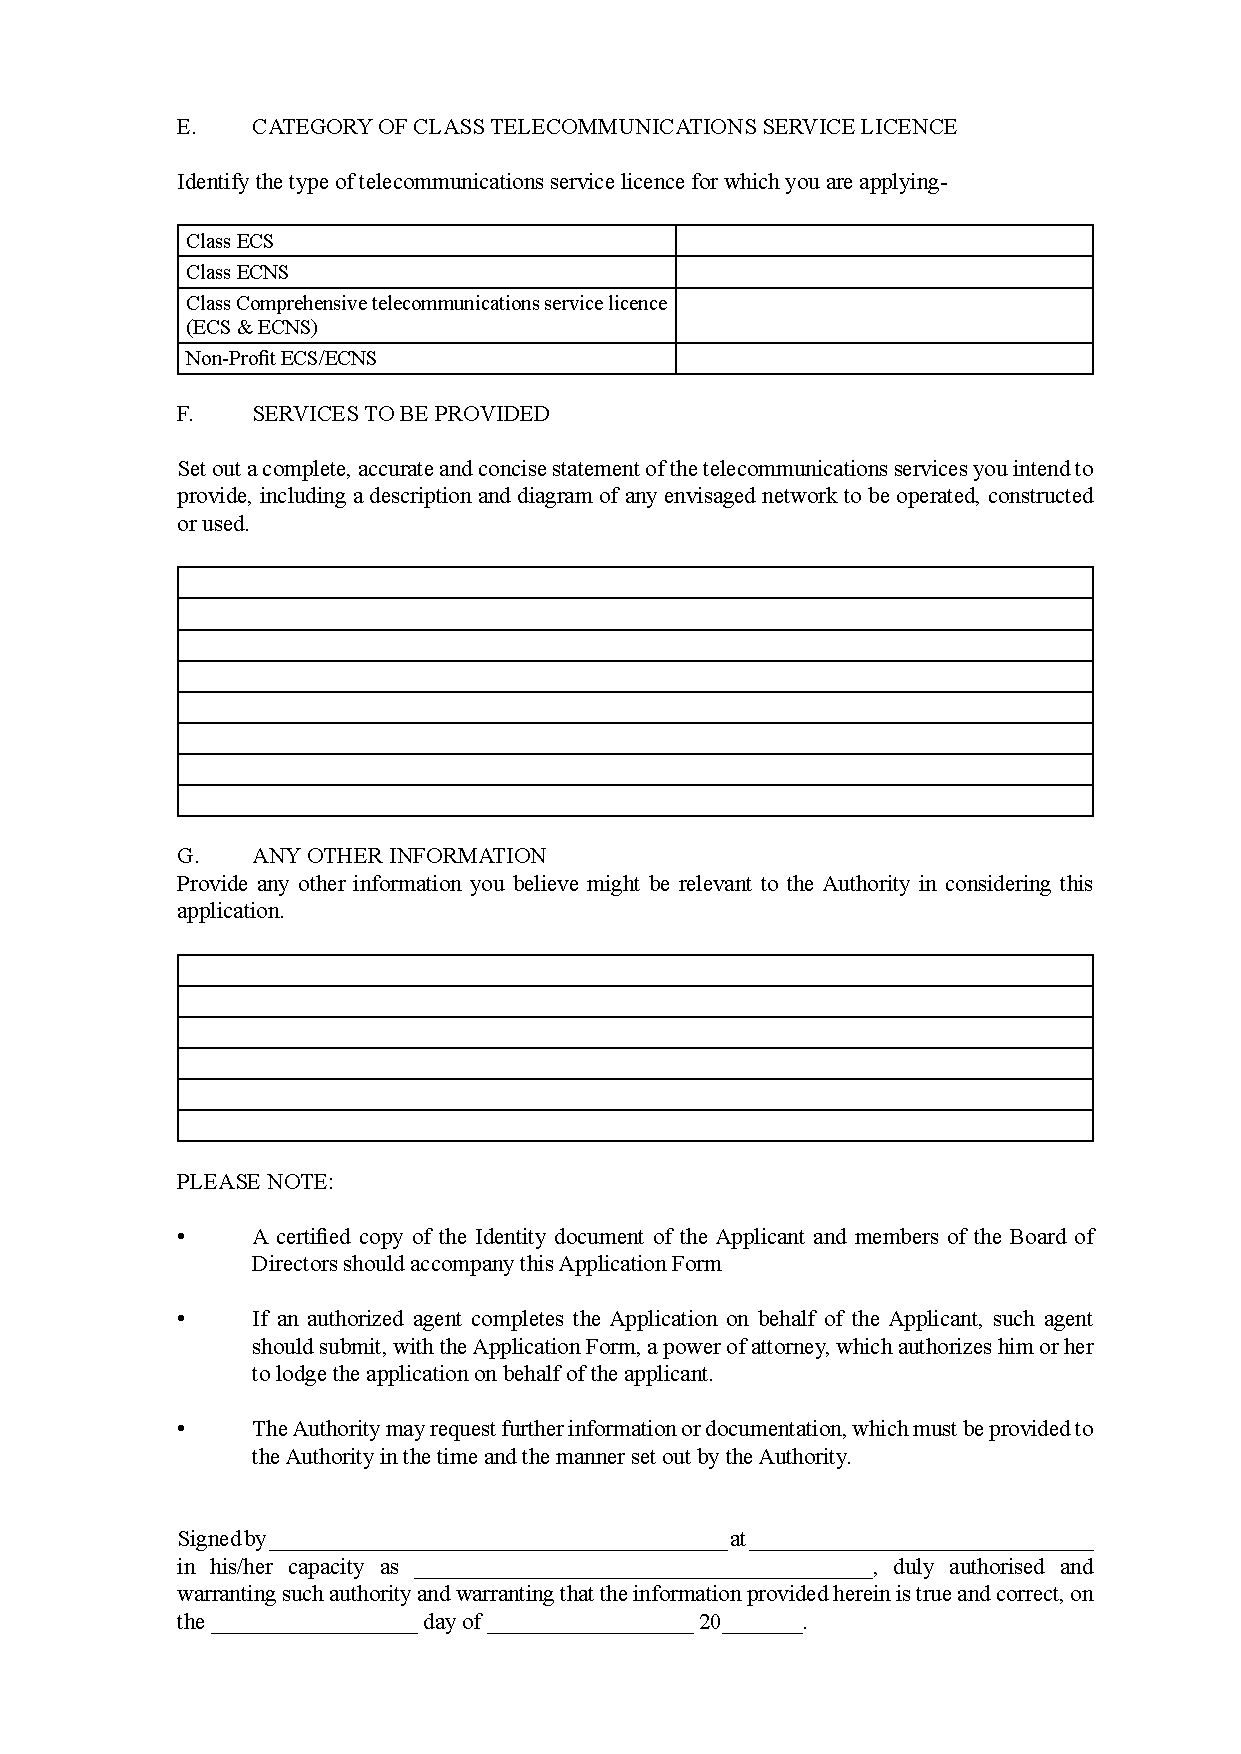 E. CATEGORY OF CLASS TELECOMMUNICATIONS SERVICE LICENCE
Identify the type of telecommunications service licence for which you are applying-
Class ECS
Class ECNS
Class Comprehensive telecommunications service licence
(ECS & ECNS)
Non-Profit ECS/ECNS
F. SERVICES TO BE PROVIDED
Set out a complete, accurate and concise statement of the telecommunications services you intend to
provide, including a description and diagram of any envisaged network to be operated, constructed
or used.
G. ANY OTHER INFORMATION
Provide any other information you believe might be relevant to the Authority in considering this
application.
PLEASE NOTE:
• A certified copy of the Identity document of the Applicant and members of the Board of
Directors should accompany this Application Form
• If an authorized agent completes the Application on behalf of the Applicant, such agent
should submit, with the Application Form, a power of attorney, which authorizes him or her
to lodge the application on behalf of the applicant.
• The Authority may request further information or documentation, which must be provided to
the Authority in the time and the manner set out by the Authority.
Signed by ________________________________________ at ______________________________
in his/her capacity as ________________________________________, duly authorised and
warranting such authority and warranting that the information provided herein is true and correct, on
the __________________ day of __________________ 20_______.